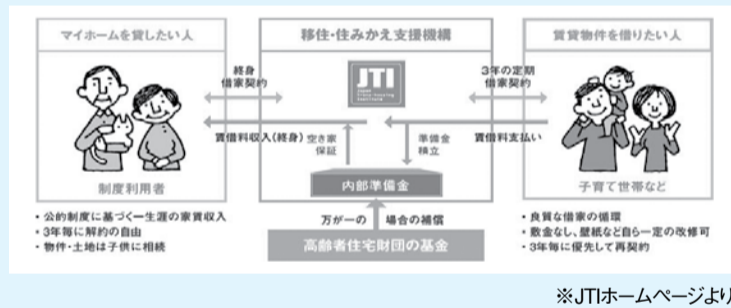 マイホームを貸したい人
移住・住みかえ支援機構
賃貸物件を借りたい人
終身
借家契約
JTI
3年の定期
借家契約
賃借料収入(終身)
空き家
保証
準備金
積立
賃借料支払い
制度利用者
内部準備金
子育て世帯など
・公的制度に基づく一生涯の家賃収入
・3年毎に解約の自由
・物件・土地は子供に相続
万が一の 場合の補償
高齢者住宅財団の基金
・良質な借家の循環
・敷金なし、壁紙など自ら一定の改修可
・3年毎に優先して再契約
※JTIホームページより